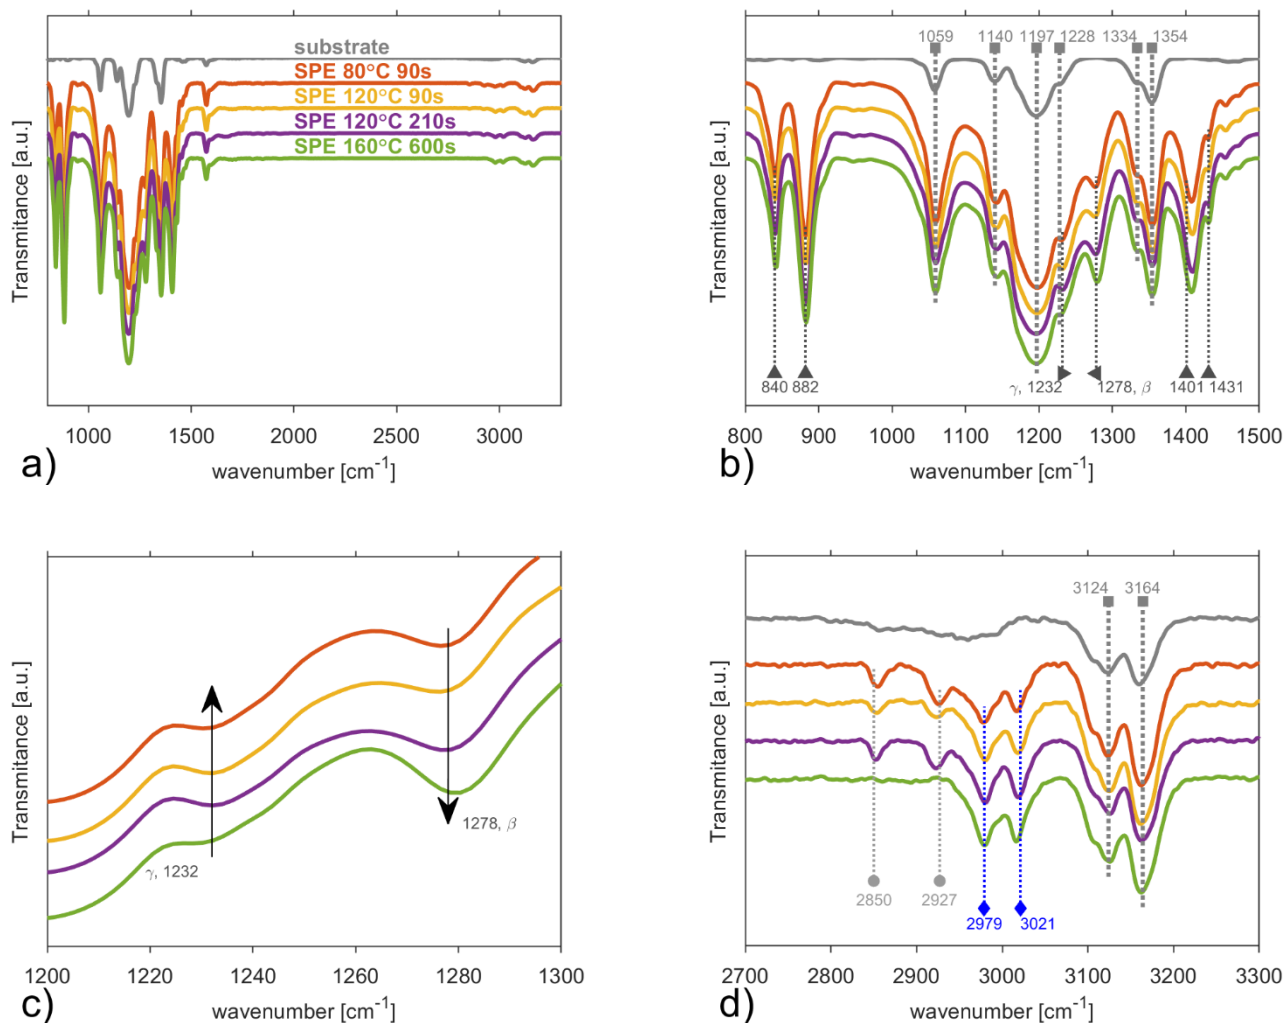 substrate
SPE 80°C 90s
SPE 120°C 90s
SPE 120°C 210s
SPE 160°C 600s
Transmitance [a.u.]
1000 1500 2000 2500 3000
wavenumber [cm⁻¹]
a)
1059 1140 1197 1228 1334 1354
Transmitance [a.u.]
840 882 γ, 1232 1278, β 1401 1431
800 900 1000 1100 1200 1300 1400 1500
wavenumber [cm⁻¹]
b)
Transmitance [a.u.]
1278, β
γ, 1232
1200 1220 1240 1260 1280 1300
wavenumber [cm⁻¹]
c)
3124 3164
Transmitance [a.u.]
2850 2927
2979 3021
2700 2800 2900 3000 3100 3200 3300
wavenumber [cm⁻¹]
d)